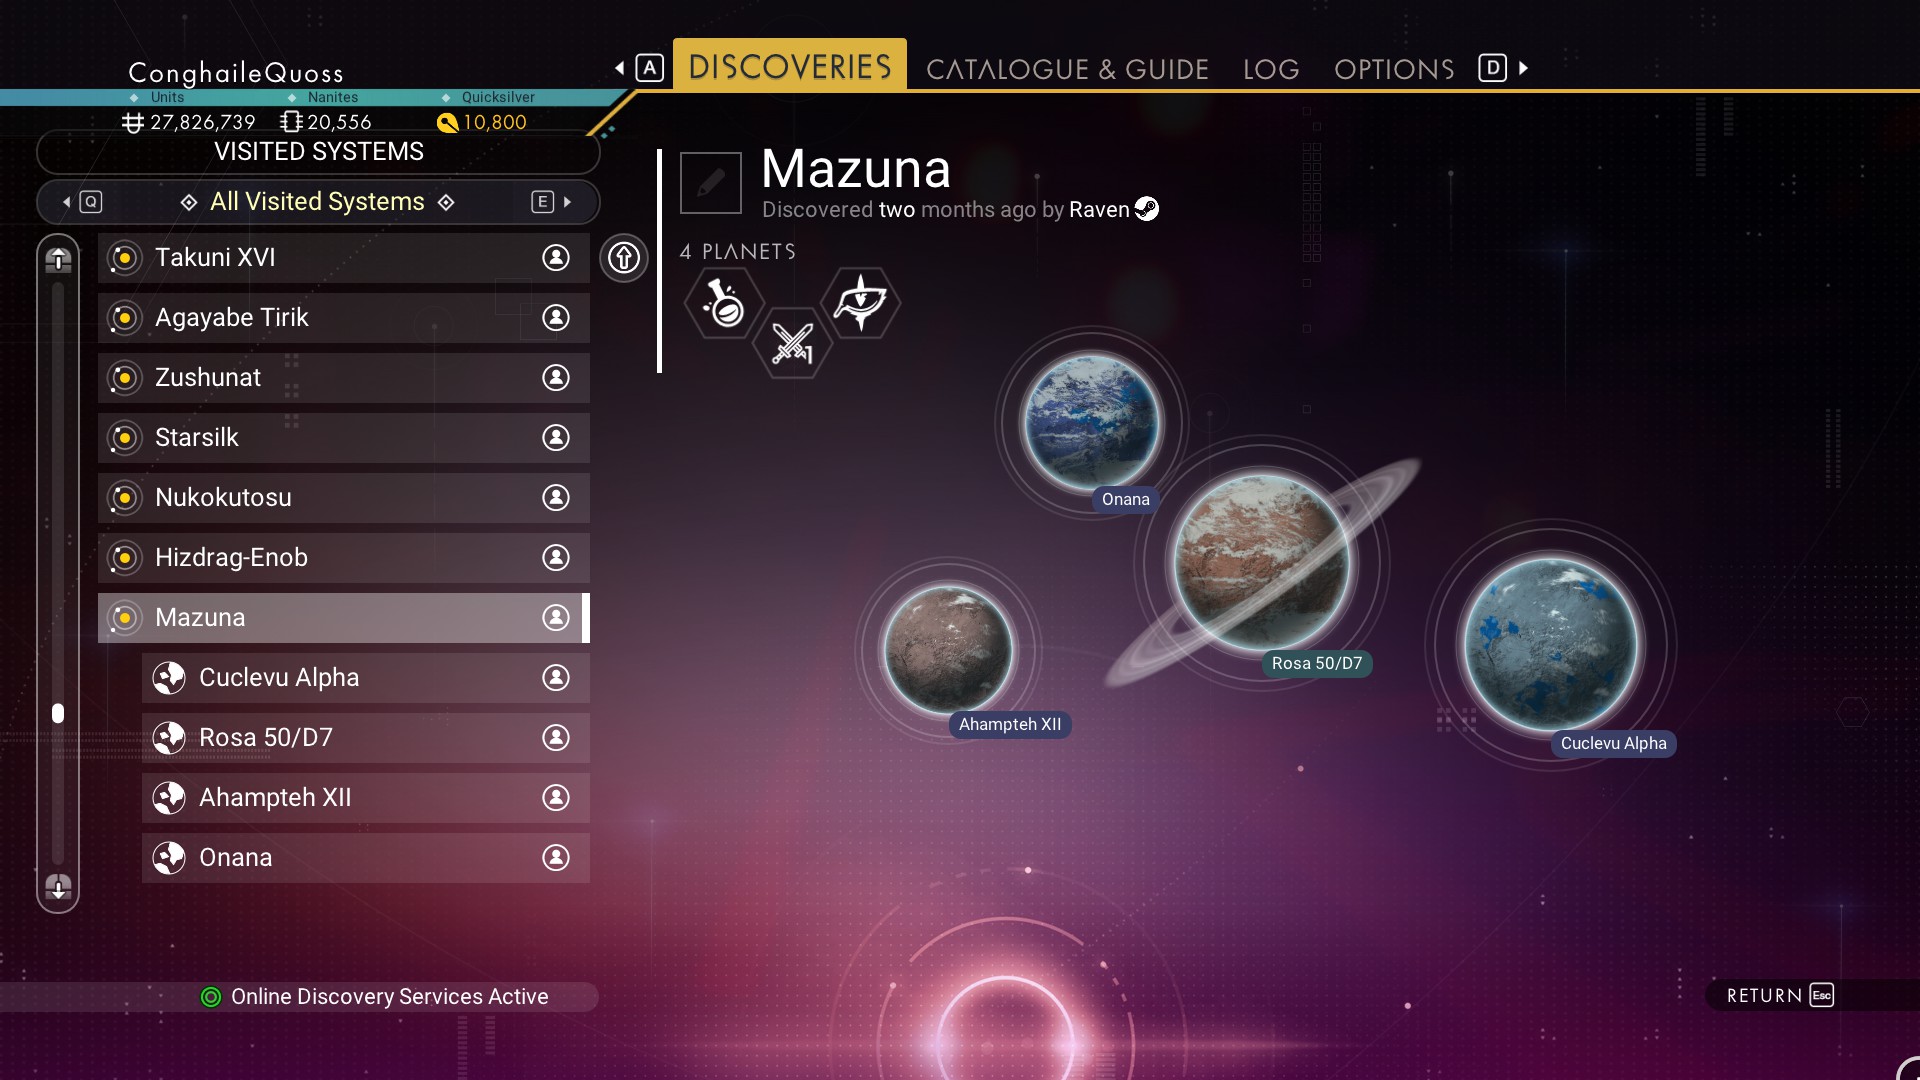 ConghaileQuoss
Units Nanites Quicksilver
27,826,739 20,556 10,800
A DISCOVERIES CATALOGUE & GUIDE LOG OPTIONS D
VISITED SYSTEMS
Q All Visited Systems E
Takuni XVI
Agayabe Tirik
Zushunat
Starsilk
Nukokutosu
Hizdrag-Enob
Mazuna
Cuclevu Alpha
Rosa 50/D7
Ahampteh XII
Onana
Online Discovery Services Active
Mazuna
Discovered two months ago by Raven
4 PLANETS
1
Onana
Rosa 50/D7
Ahampteh XII
Cuclevu Alpha
RETURN Esc